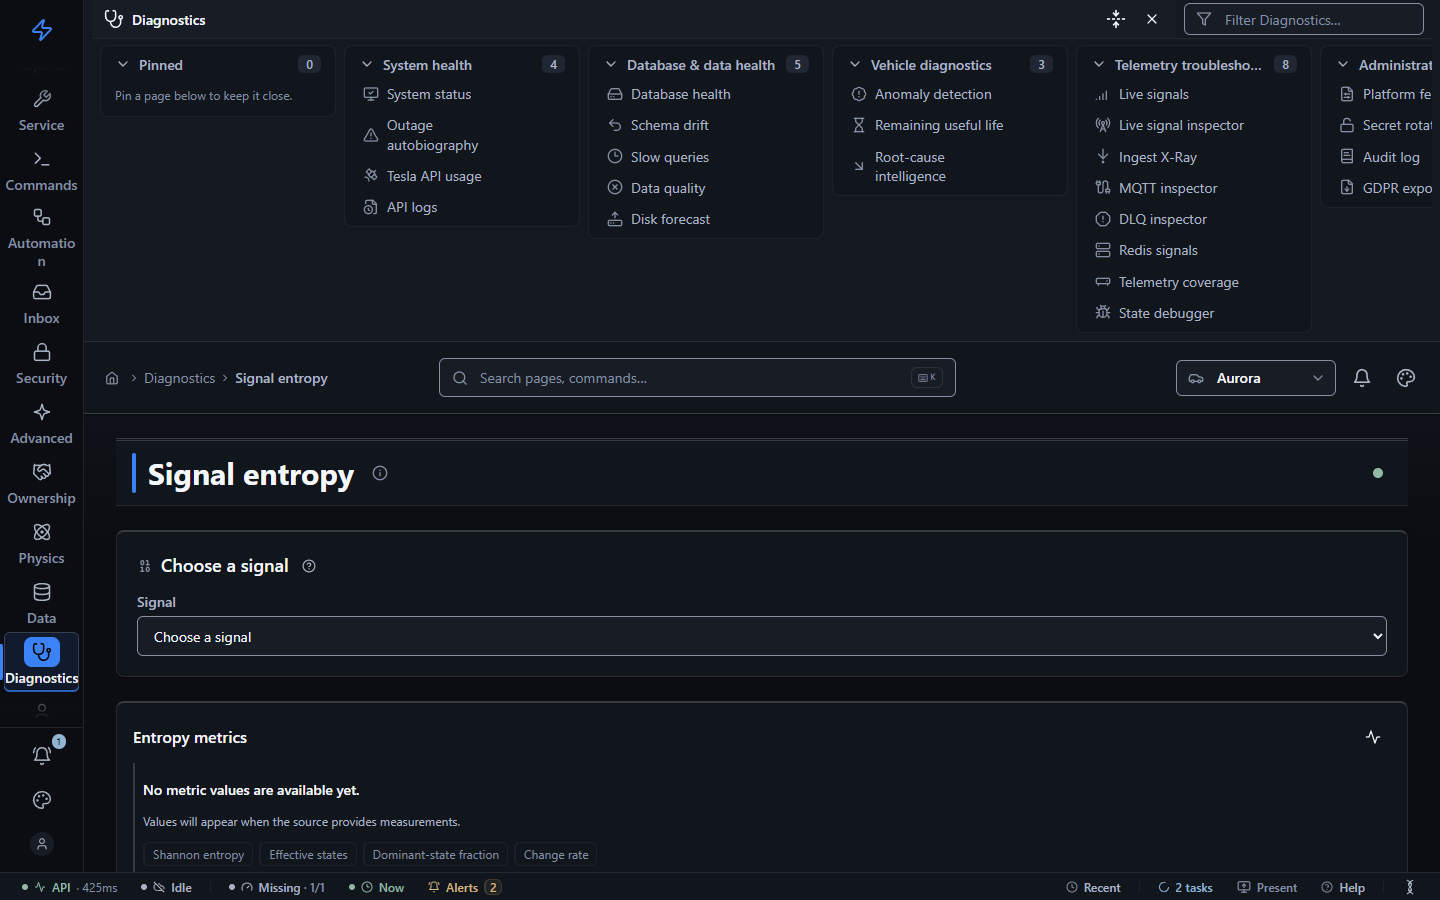 Diagnostics
Filter Diagnostics...
Pinned 0
Pin a page below to keep it close.
System health 4
System status
Outage
autobiography
Tesla API usage
API logs
Database & data health 5
Database health
Schema drift
Slow queries
Data quality
Disk forecast
Vehicle diagnostics 3
Anomaly detection
Remaining useful life
Root-cause
intelligence
Telemetry troublesho... 8
Live signals
Live signal inspector
Ingest X-Ray
MQTT inspector
DLQ inspector
Redis signals
Telemetry coverage
State debugger
Administrat
Platform fe
Secret rotat
Audit log
GDPR expo
Service
Commands
Automatio
n
Inbox
Security
Advanced
Ownership
Physics
Data
Diagnostics
1
Diagnostics
Signal entropy
Search pages, commands...
K
Aurora
Signal entropy
Choose a signal
Signal
Choose a signal
Entropy metrics
No metric values are available yet.
Values will appear when the source provides measurements.
Shannon entropy
Effective states
Dominant-state fraction
Change rate
API · 425ms
Idle
Missing · 1/1
Now
Alerts 2
Recent
2 tasks
Present
Help